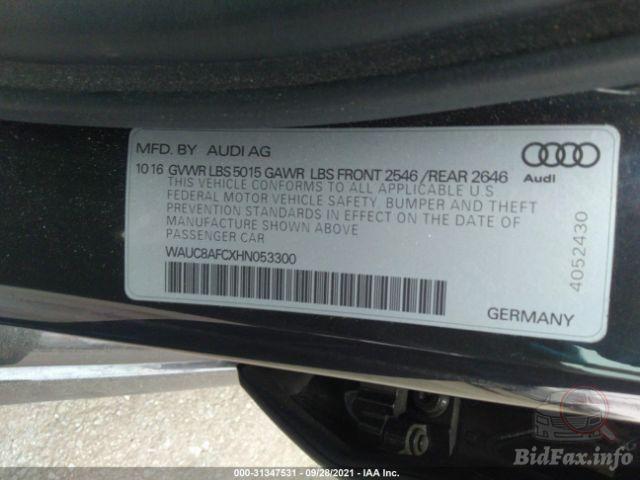 MFD. BY AUDI AG
10 16 GVWR LBS 5015 GAWR LBS FRONT 2546 /REAR 2646
THIS VEHICLE CONFORMS TO ALL APPLICABLE U.S
FEDERAL MOTOR VEHICLE SAFETY, BUMPER AND THEFT
PREVENTION STANDARDS IN EFFECT ON THE DATE OF
MANUFACTURE SHOWN ABOVE
PASSENGER CAR
WAUC8AFCXHN053300
Audi
4052430
GERMANY
000-31347531 - 09/28/2021 - IAA Inc.
BidFax.info